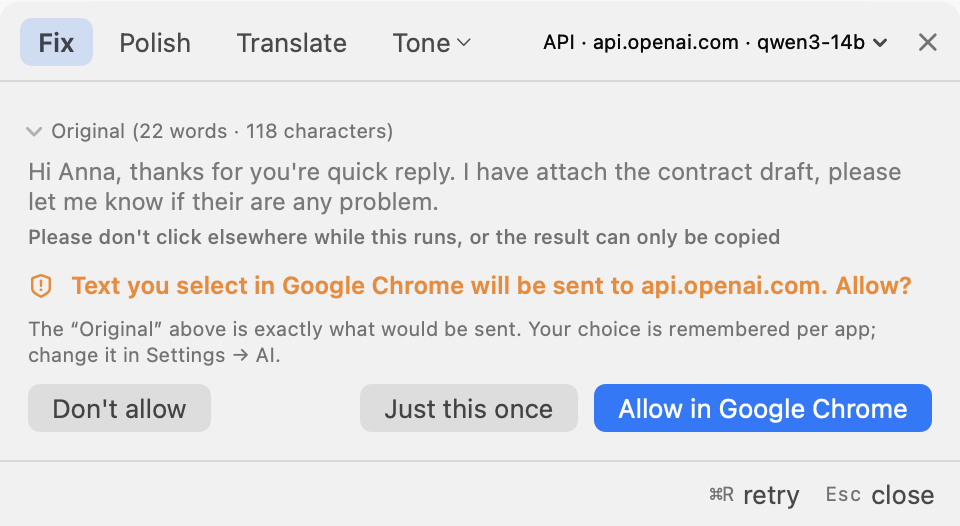 Fix Polish Translate Tone API · api.openai.com · qwen3-14b
Original (22 words · 118 characters)
Hi Anna, thanks for you're quick reply. I have attach the contract draft, please
let me know if their are any problem.
Please don't click elsewhere while this runs, or the result can only be copied
Text you select in Google Chrome will be sent to api.openai.com. Allow?
The “Original” above is exactly what would be sent. Your choice is remembered per app;
change it in Settings → AI.
Don't allow Just this once Allow in Google Chrome
⌘R retry Esc close